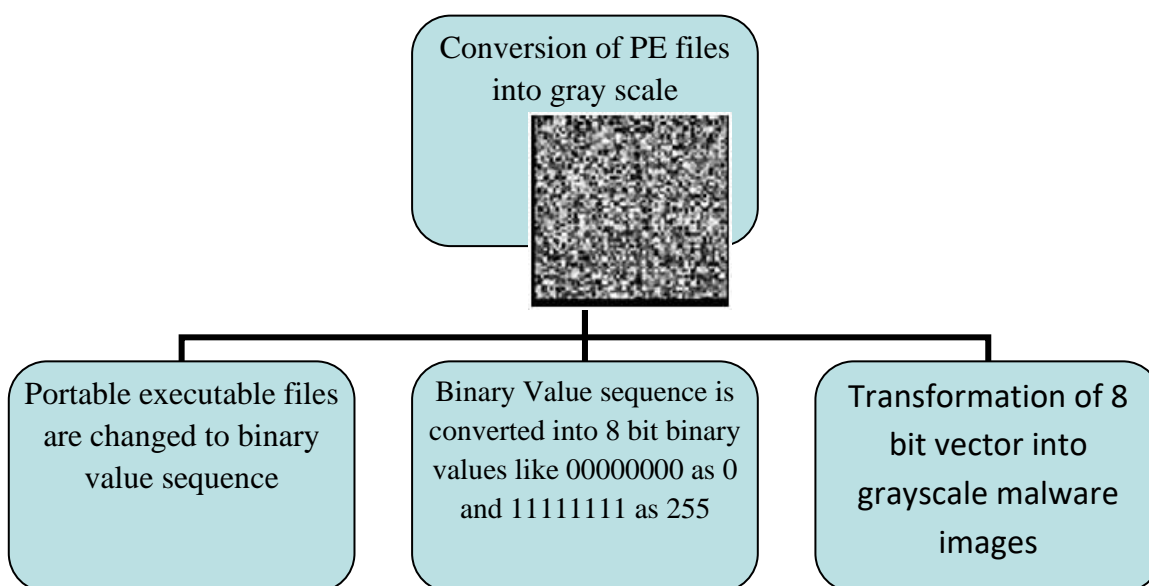 Conversion of PE files
into gray scale
Portable executable files
are changed to binary
value sequence
Binary Value sequence is
converted into 8 bit binary
values like 00000000 as 0
and 11111111 as 255
Transformation of 8
bit vector into
grayscale malware
images